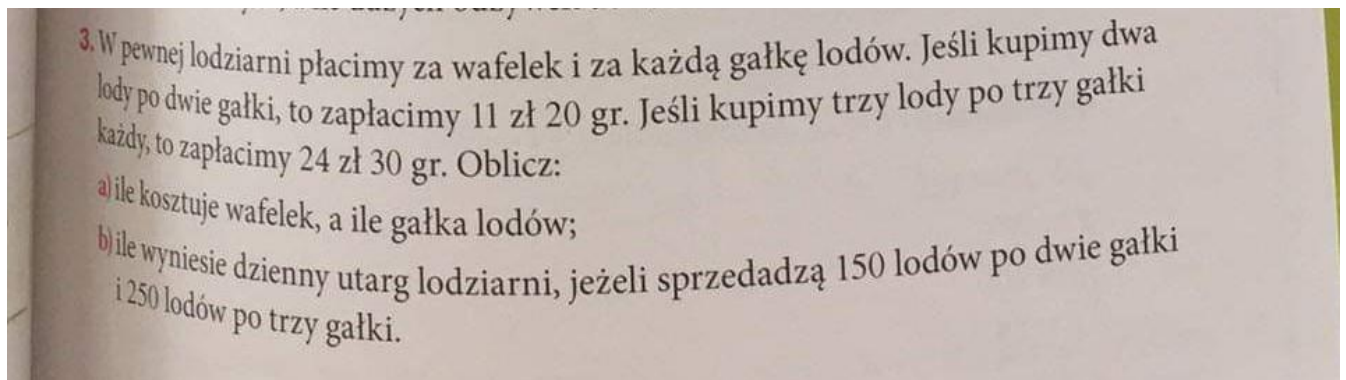 3. W pewnej lodziarni płacimy za wafelek i za każdą gałkę lodów. Jeśli kupimy dwa
lody po dwie gałki, to zapłacimy 11 zł 20 gr. Jeśli kupimy trzy lody po trzy gałki
każdy, to zapłacimy 24 zł 30 gr. Oblicz:
a) ile kosztuje wafelek, a ile gałka lodów;
b) ile wyniesie dzienny utarg lodziarni, jeżeli sprzedadzą 150 lodów po dwie gałki
i 250 lodów po trzy gałki.